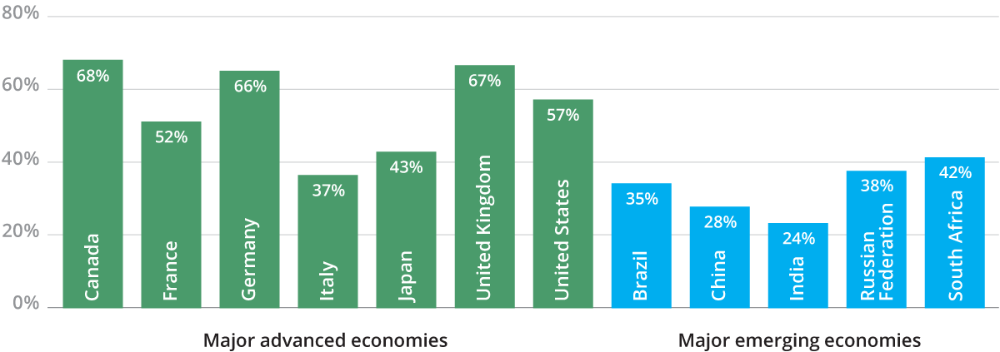 80%
60%
40%
20%
0%
68%
Canada
52%
France
66%
Germany
37%
Italy
43%
Japan
67%
United Kingdom
57%
United States
35%
Brazil
28%
China
24%
India
38%
Russian
Federation
42%
South Africa
Major advanced economies
Major emerging economies